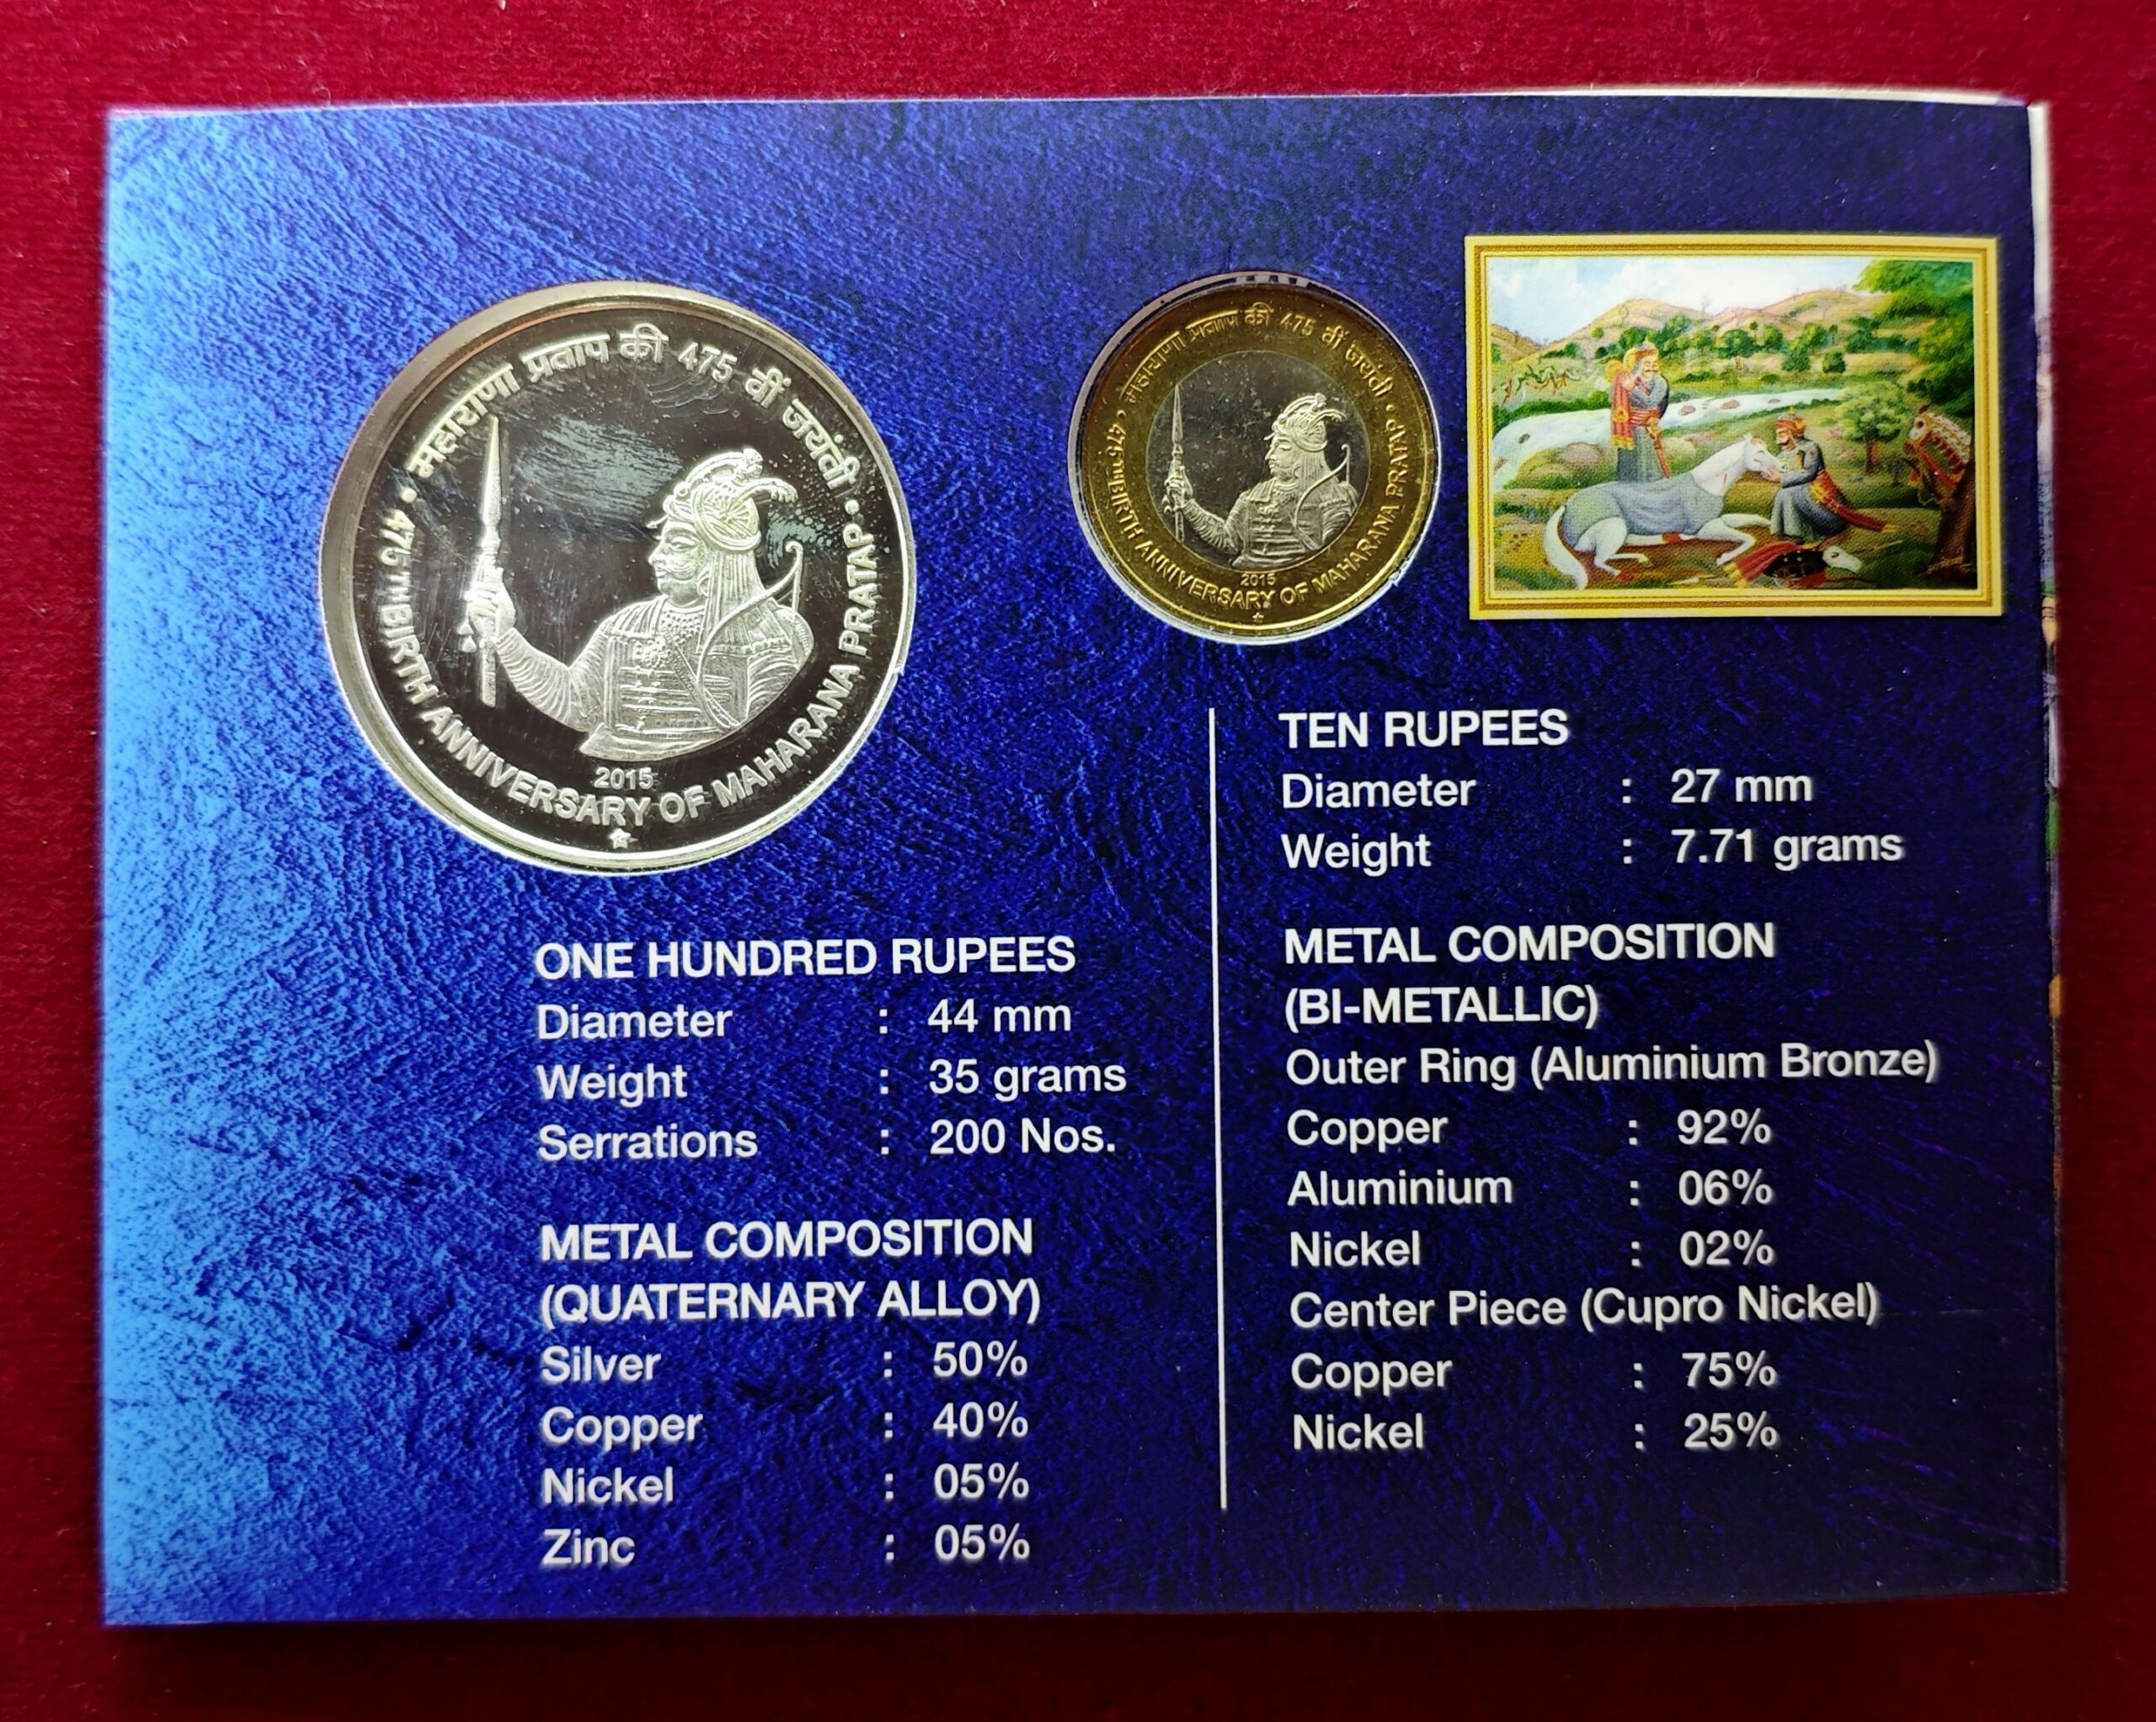 महाराणा प्रताप की 475 वीं जयंती
475TH BIRTH ANNIVERSARY OF MAHARANA PRATAP
2015
महाराणा प्रताप की 475 वीं जयंती
475TH BIRTH ANNIVERSARY OF MAHARANA PRATAP
2015
ONE HUNDRED RUPEES
Diameter : 44 mm
Weight : 35 grams
Serrations : 200 Nos.
METAL COMPOSITION
(QUATERNARY ALLOY)
Silver : 50%
Copper : 40%
Nickel : 05%
Zinc : 05%
TEN RUPEES
Diameter : 27 mm
Weight : 7.71 grams
METAL COMPOSITION
(BI-METALLIC)
Outer Ring (Aluminium Bronze)
Copper : 92%
Aluminium : 06%
Nickel : 02%
Center Piece (Cupro Nickel)
Copper : 75%
Nickel : 25%